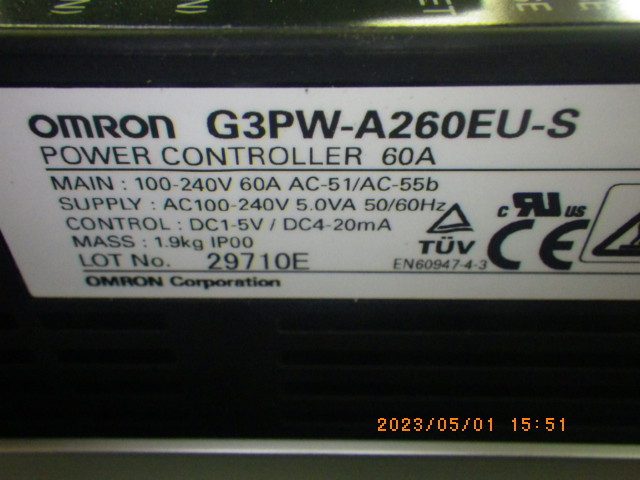 OMRON G3PW-A260EU-S
POWER CONTROLLER 60A
MAIN : 100-240V 60A AC-51/AC-55b
SUPPLY : AC100-240V 5.0VA 50/60Hz
CONTROL : DC1-5V / DC4-20mA
MASS : 1.9kg IP00
LOT No. 29710E
TÜV
EN60947-4-3
c RU us
CE
OMRON Corporation
2023/05/01 15:51